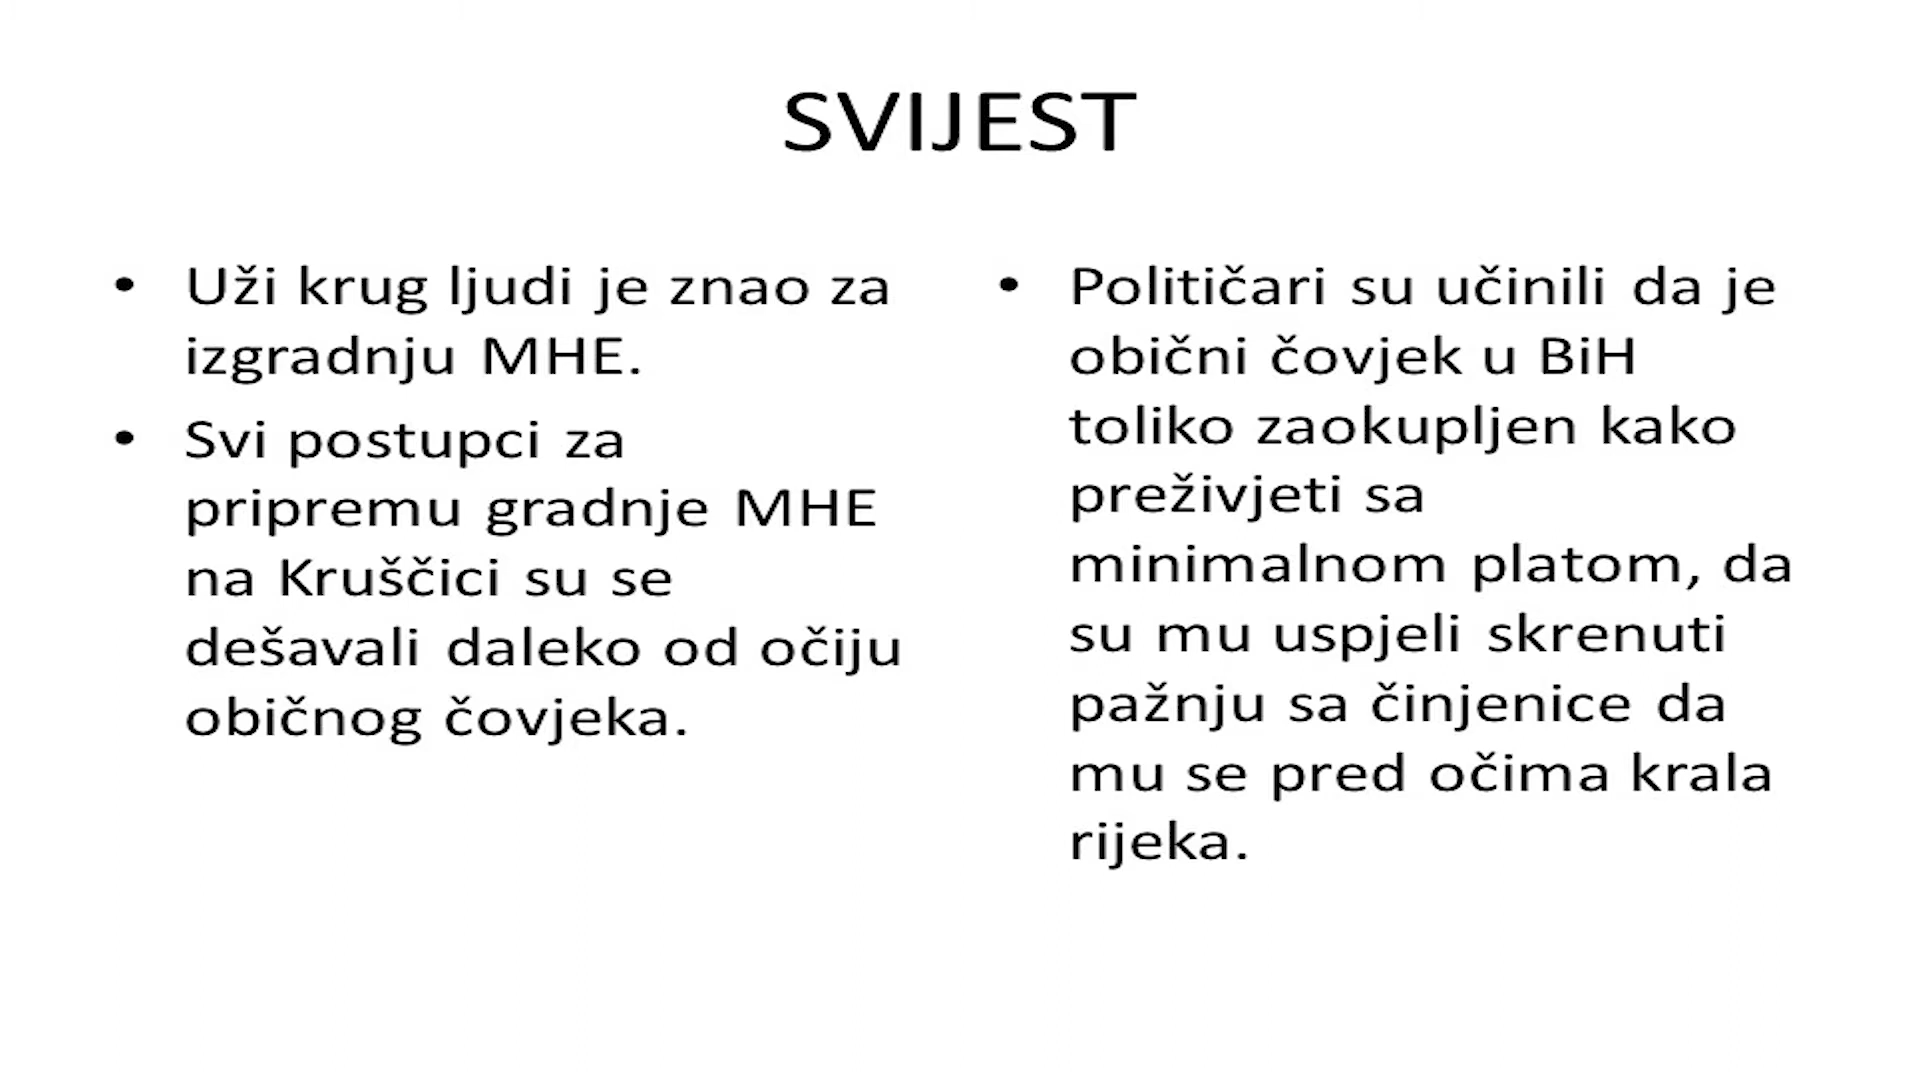 SVIJEST
• Uži krug ljudi je znao za
izgradnju MHE.
• Svi postupci za
pripremu gradnje MHE
na Kruščici su se
dešavali daleko od očiju
običnog čovjeka.
• Političari su učinili da je
obični čovjek u BiH
toliko zaokupljen kako
preživjeti sa
minimalnom platom, da
su mu uspjeli skrenuti
pažnju sa činjenice da
mu se pred očima krala
rijeka.